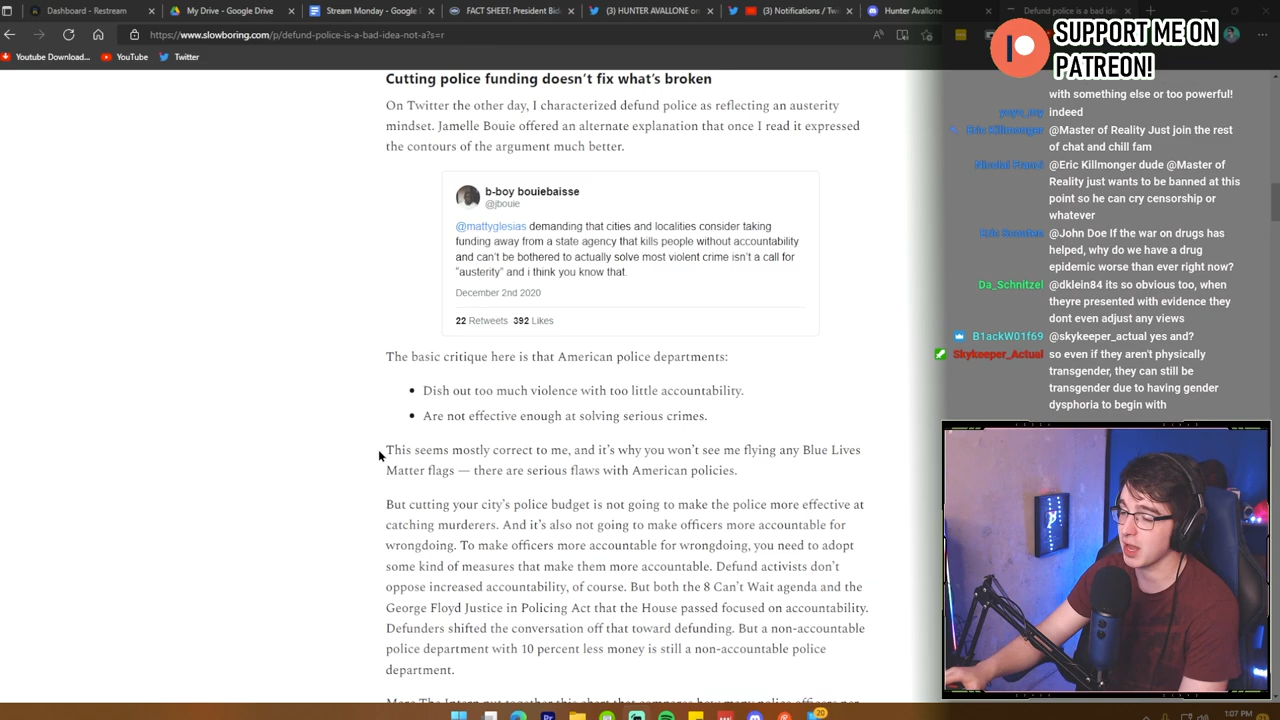 Dashboard - Restream
My Drive - Google Drive
Stream Monday - Google D
FACT SHEET: President Bid
HUNTER AVALLONE on
(3) Notifications / Tw
Hunter Avallone
Defund police is a bad ide
https://www.slowboring.com/p/defund-police-is-a-bad-idea-not-a?s=r
Youtube Download...
YouTube
Twitter
SUPPORT ME ON
PATREON!
Cutting police funding doesn't fix what's broken
On Twitter the other day, I characterized defund police as reflecting an austerity
mindset. Jamelle Bouie offered an alternate explanation that once I read it expressed
the contours of the argument much better.
b-boy bouiebaisse
@jbouie
@mattyglesias demanding that cities and localities consider taking
funding away from a state agency that kills people without accountability
and can't be bothered to actually solve most violent crime isn't a call for
"austerity" and i think you know that.
December 2nd 2020
22 Retweets 392 Likes
The basic critique here is that American police departments:
• Dish out too much violence with too little accountability.
• Are not effective enough at solving serious crimes.
This seems mostly correct to me, and it's why you won't see me flying any Blue Lives
Matter flags — there are serious flaws with American policies.
But cutting your city's police budget is not going to make the police more effective at
catching murderers. And it's also not going to make officers more accountable for
wrongdoing. To make officers more accountable for wrongdoing, you need to adopt
some kind of measures that make them more accountable. Defund activists don't
oppose increased accountability, of course. But both the 8 Can't Wait agenda and the
George Floyd Justice in Policing Act that the House passed focused on accountability.
Defunders shifted the conversation off that toward defunding. But a non-accountable
police department with 10 percent less money is still a non-accountable police
department.
with something else or too powerful!
indeed
Eric Killmonger @Master of Reality Just join the rest
of chat and chill fam
@Eric Killmonger dude @Master of
Reality just wants to be banned at this
point so he can cry censorship or
whatever
@John Doe If the war on drugs has
helped, why do we have a drug
epidemic worse than ever right now?
Da_Schnitzel @dklein84 its so obvious too, when
theyre presented with evidence they
dont even adjust any views
B1ackW01f69 @skykeeper_actual yes and?
Skykeeper_Actual so even if they aren't physically
transgender, they can still be
transgender due to having gender
dysphoria to begin with
20
1:07 PM